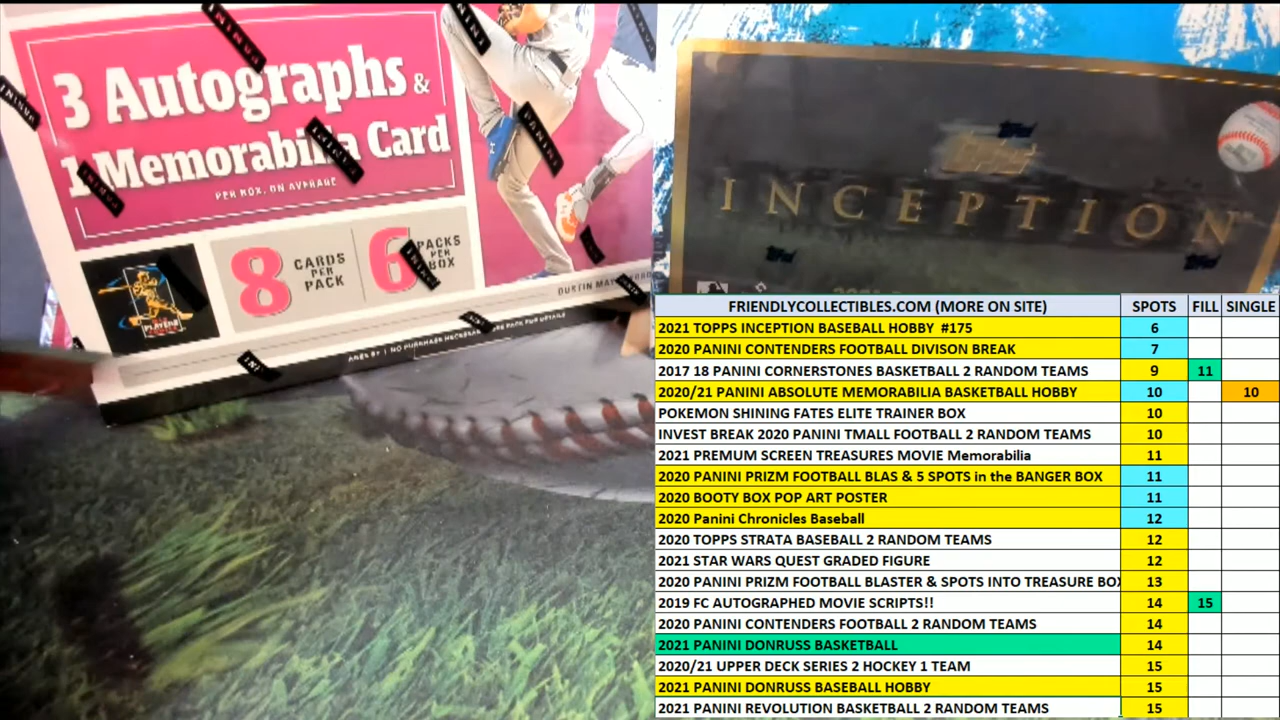 3 Autographs &
1 Memorabilia Card
PER BOX, ON AVERAGE
8 CARDS PER PACK
6 PACKS PER BOX
PANINI
PLAYERS
topps
INCEPTION
FRIENDLYCOLLECTIBLES.COM (MORE ON SITE) SPOTS FILL SINGLE
2021 TOPPS INCEPTION BASEBALL HOBBY #175 6
2020 PANINI CONTENDERS FOOTBALL DIVISON BREAK 7
2017 18 PANINI CORNERSTONES BASKETBALL 2 RANDOM TEAMS 9 11
2020/21 PANINI ABSOLUTE MEMORABILIA BASKETBALL HOBBY 10 10
POKEMON SHINING FATES ELITE TRAINER BOX 10
INVEST BREAK 2020 PANINI TMALL FOOTBALL 2 RANDOM TEAMS 10
2021 PREMUM SCREEN TREASURES MOVIE Memorabilia 11
2020 PANINI PRIZM FOOTBALL BLAS & 5 SPOTS in the BANGER BOX 11
2020 BOOTY BOX POP ART POSTER 11
2020 Panini Chronicles Baseball 12
2020 TOPPS STRATA BASEBALL 2 RANDOM TEAMS 12
2021 STAR WARS QUEST GRADED FIGURE 12
2020 PANINI PRIZM FOOTBALL BLASTER & SPOTS INTO TREASURE BOX 13
2019 FC AUTOGRAPHED MOVIE SCRIPTS!! 14 15
2020 PANINI CONTENDERS FOOTBALL 2 RANDOM TEAMS 14
2021 PANINI DONRUSS BASKETBALL 14
2020/21 UPPER DECK SERIES 2 HOCKEY 1 TEAM 15
2021 PANINI DONRUSS BASEBALL HOBBY 15
2021 PANINI REVOLUTION BASKETBALL 2 RANDOM TEAMS 15